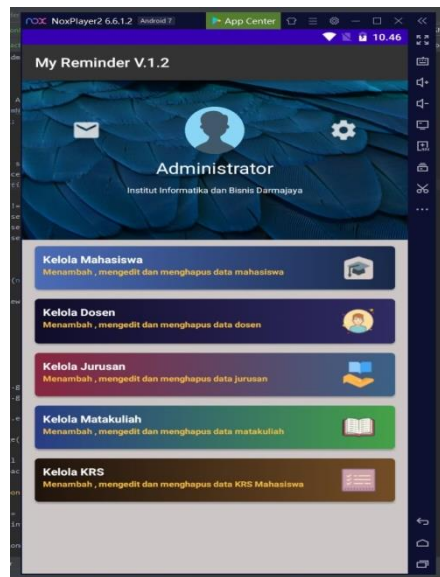 NOX NoxPlayer2 6.6.1.2 Android 7 App Center
10.46
My Reminder V.1.2
Administrator
Institut Informatika dan Bisnis Darmajaya
Kelola Mahasiswa
Menambah , mengedit dan menghapus data mahasiswa
Kelola Dosen
Menambah , mengedit dan menghapus data dosen
Kelola Jurusan
Menambah , mengedit dan menghapus data jurusan
Kelola Matakuliah
Menambah , mengedit dan menghapus data matakuliah
Kelola KRS
Menambah , mengedit dan menghapus data KRS Mahasiswa